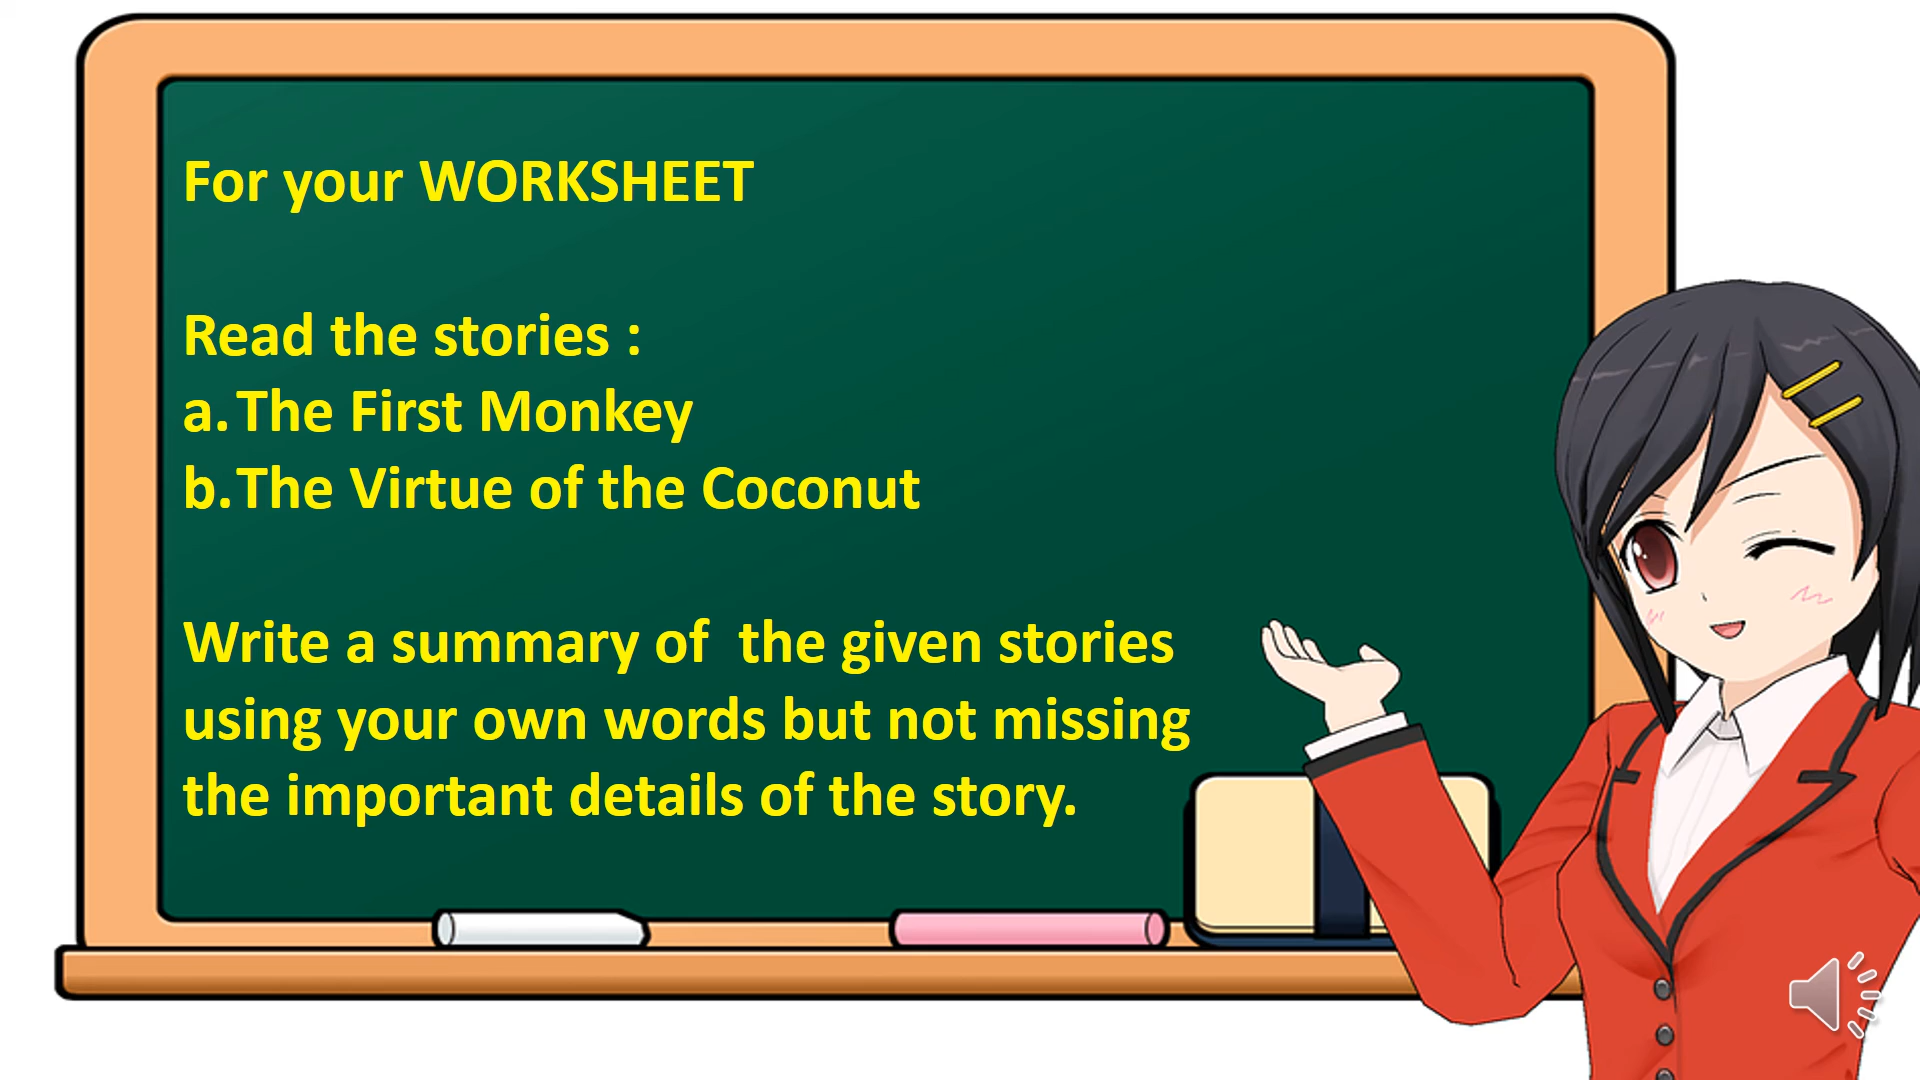 For your WORKSHEET
Read the stories :
a. The First Monkey
b. The Virtue of the Coconut
Write a summary of  the given stories
using your own words but not missing
the important details of the story.